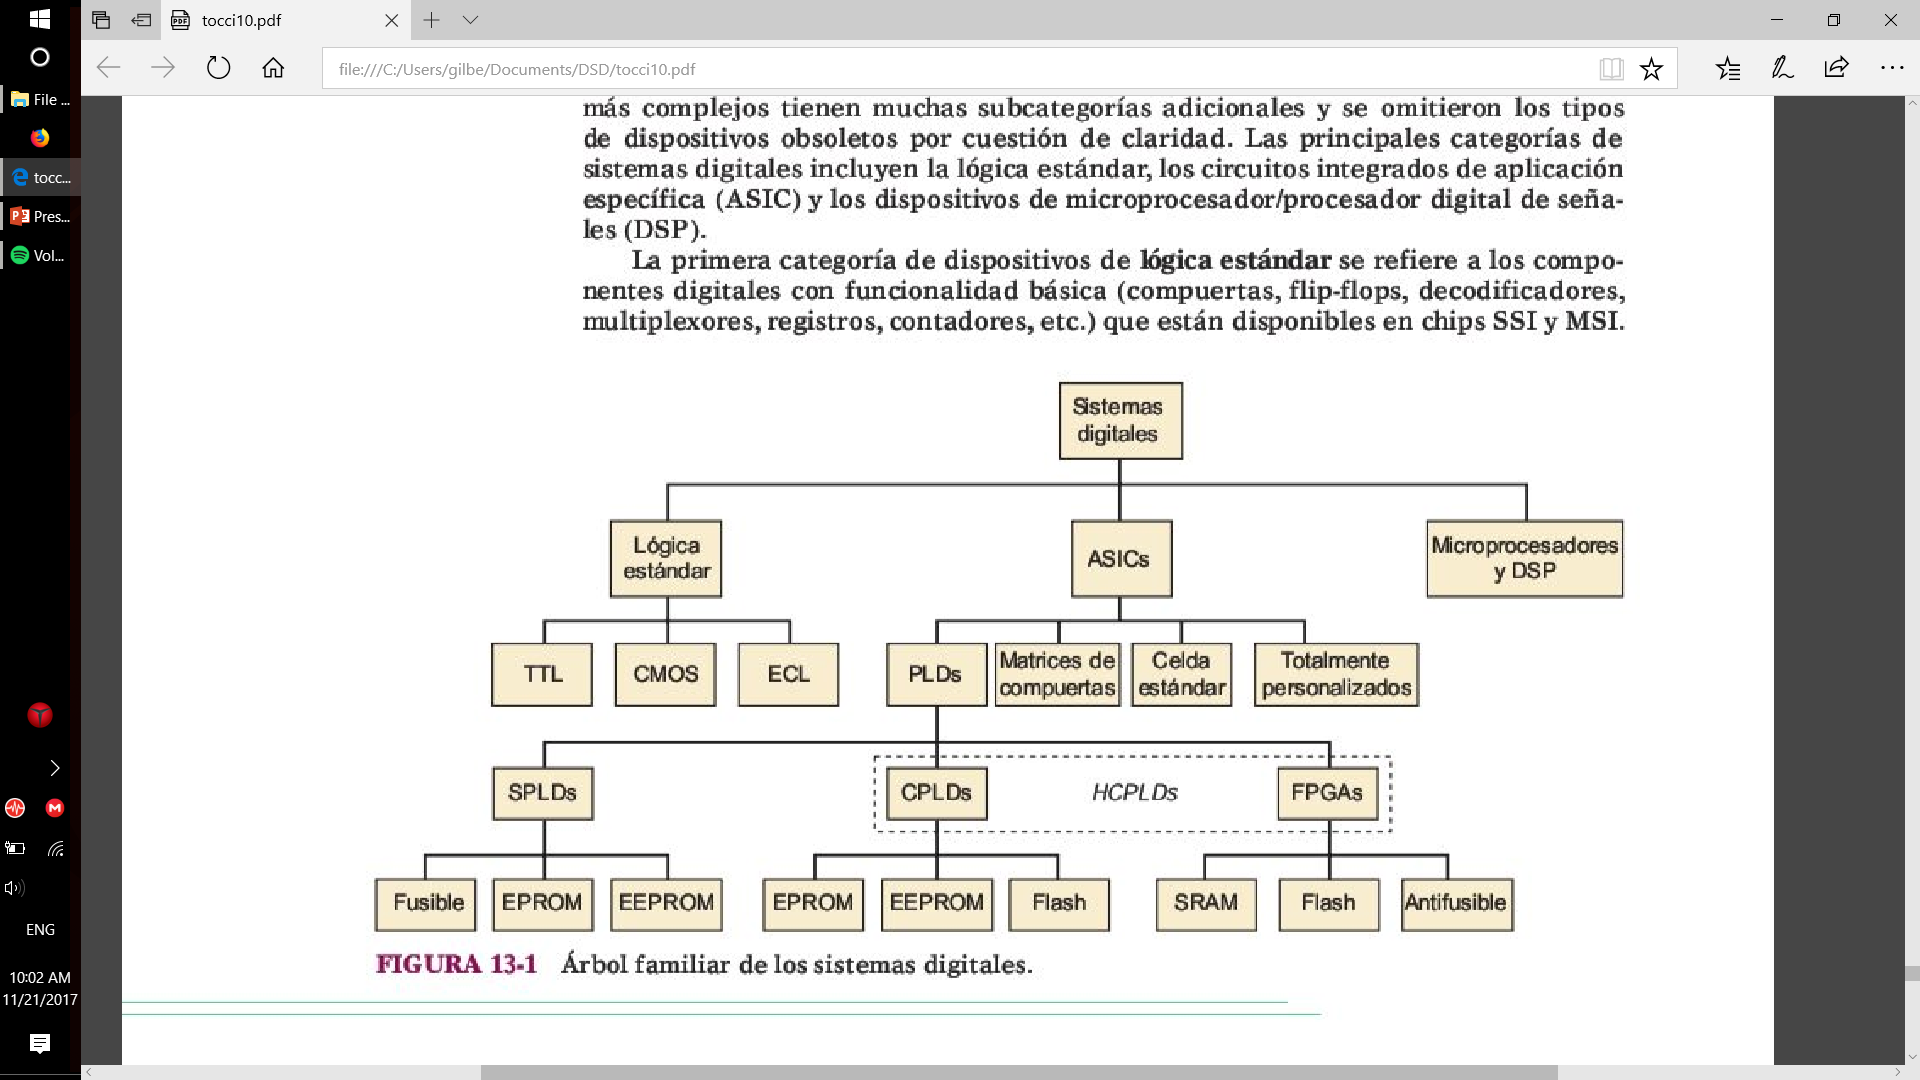 tocci10.pdf
file:///C:/Users/gilbe/Documents/DSD/tocci10.pdf
File ...
tocc...
Pres...
Vol...
ENG
10:02 AM
11/21/2017
más complejos tienen muchas subcategorías adicionales y se omitieron los tipos
de dispositivos obsoletos por cuestión de claridad. Las principales categorías de
sistemas digitales incluyen la lógica estándar, los circuitos integrados de aplicación
específica (ASIC) y los dispositivos de microprocesador/procesador digital de seña-
les (DSP).
La primera categoría de dispositivos de lógica estándar se refiere a los compo-
nentes digitales con funcionalidad básica (compuertas, flip-flops, decodificadores,
multiplexores, registros, contadores, etc.) que están disponibles en chips SSI y MSI.
Sistemas
digitales
Lógica
estándar
ASICs
Microprocesadores
y DSP
TTL
CMOS
ECL
PLDs
Matrices de
compuertas
Celda
estándar
Totalmente
personalizados
SPLDs
CPLDs
HCPLDs
FPGAs
Fusible
EPROM
EEPROM
EPROM
EEPROM
Flash
SRAM
Flash
Antifusible
FIGURA 13-1 Árbol familiar de los sistemas digitales.